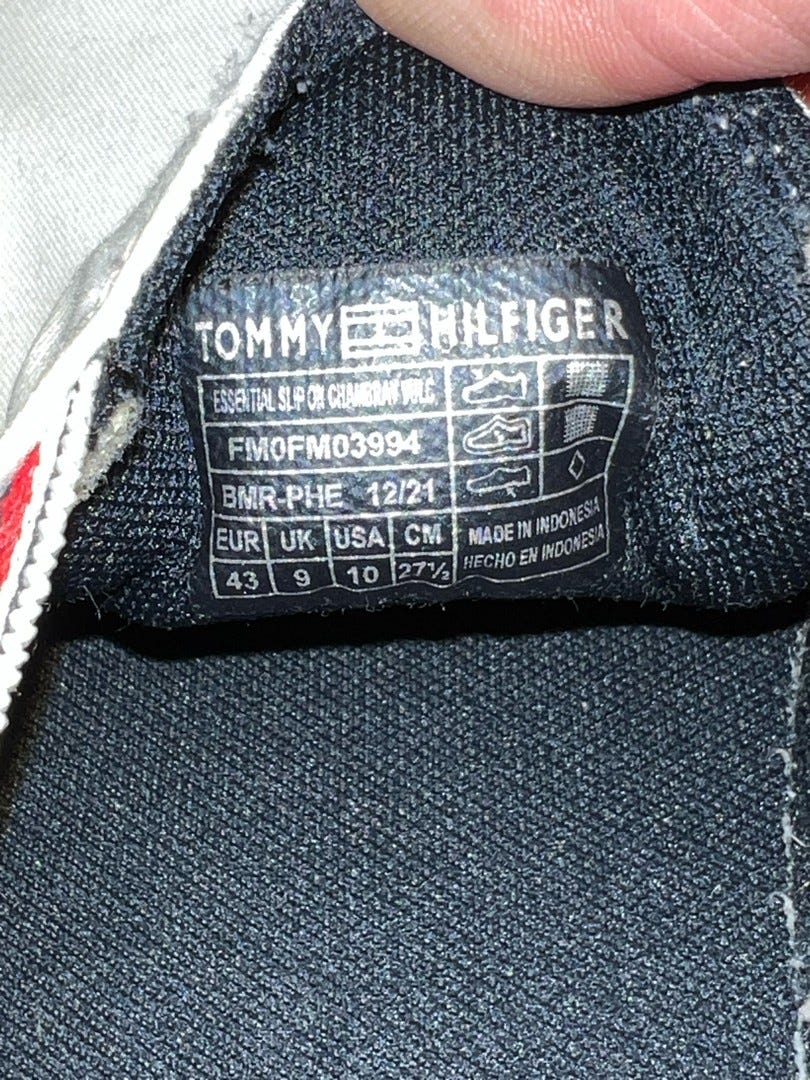 TOMMY HILFIGER
ESSENTIAL SLIP ON CHAMBRAY VULC
FM0FM03994
BMR-PHE 12/21
EUR UK USA CM
43 9 10 27½
MADE IN INDONESIA
HECHO EN INDONESIA